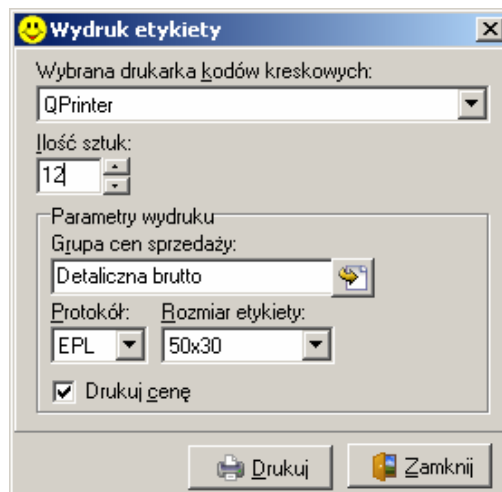 Wydruk etykiety
Wybrana drukarka kodów kreskowych:
QPrinter
Ilość sztuk:
12
Parametry wydruku
Grupa cen sprzedaży:
Detaliczna brutto
Protokół: Rozmiar etykiety:
EPL 50x30
Drukuj cenę
Drukuj Zamknij